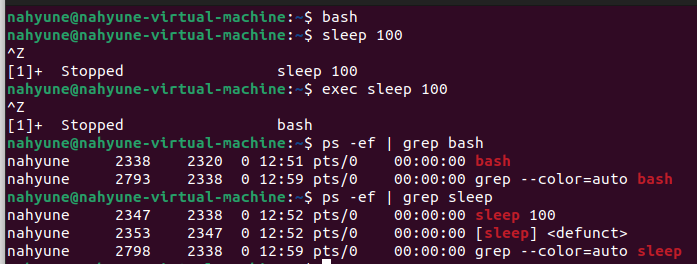 nahyune@nahyune-virtual-machine:~$ bash
nahyune@nahyune-virtual-machine:~$ sleep 100
^Z
[1]+  Stopped                 sleep 100
nahyune@nahyune-virtual-machine:~$ exec sleep 100
^Z
[1]+  Stopped                 bash
nahyune@nahyune-virtual-machine:~$ ps -ef | grep bash
nahyune     2338    2320  0 12:51 pts/0    00:00:00 bash
nahyune     2793    2338  0 12:59 pts/0    00:00:00 grep --color=auto bash
nahyune@nahyune-virtual-machine:~$ ps -ef | grep sleep
nahyune     2347    2338  0 12:52 pts/0    00:00:00 sleep 100
nahyune     2353    2347  0 12:52 pts/0    00:00:00 [sleep] <defunct>
nahyune     2798    2338  0 12:59 pts/0    00:00:00 grep --color=auto sleep